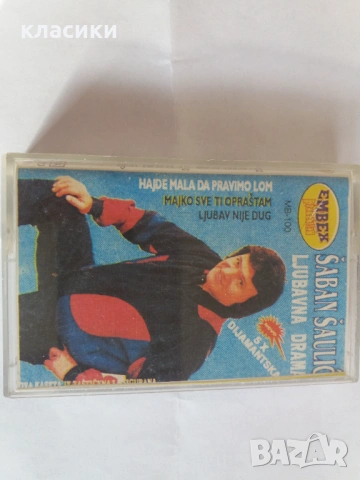 класики
HAJDE MALA DA PRAVIMO LOM
MAJKO SVE TI OPRAŠTAM
LJUBAV NIJE DUG
EMBEX
MB-100
ŠABAN ŠAULIĆ
LJUBAVNA DRAMA
5 X
DIJAMANTSKA
bazar